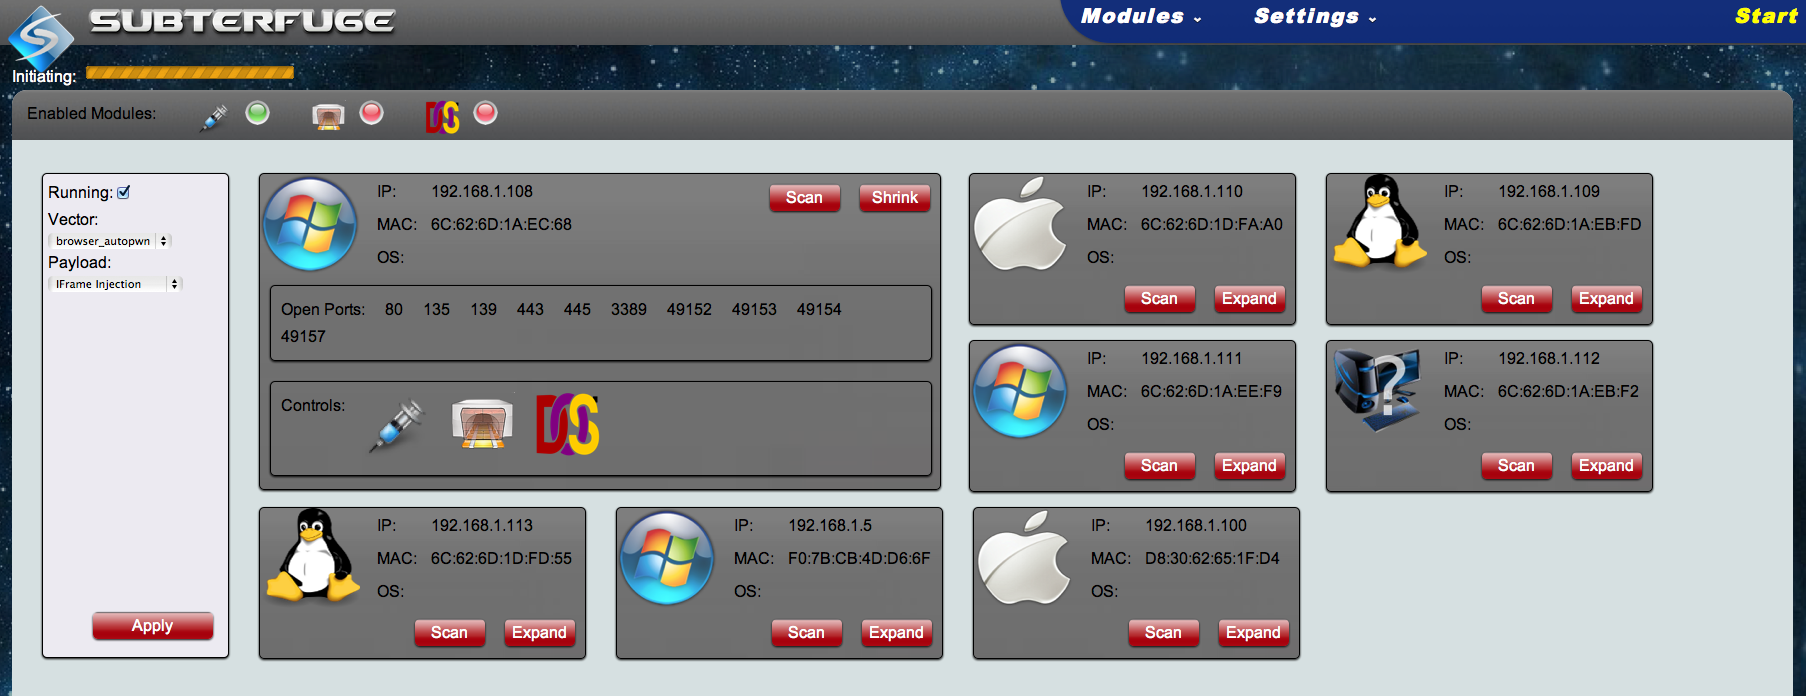 SUBTERFUGE
Modules
Settings
Start
Initiating:
Enabled Modules:
DOS
Running:
Vector:
browser_autopwn
Payload:
IFrame Injection
Apply
IP: 192.168.1.108
Scan
Shrink
MAC: 6C:62:6D:1A:EC:68
OS:
Open Ports: 80 135 139 443 445 3389 49152 49153 49154
49157
Controls:
DOS
IP: 192.168.1.110
MAC: 6C:62:6D:1D:FA:A0
OS:
Scan
Expand
IP: 192.168.1.109
MAC: 6C:62:6D:1A:EB:FD
OS:
Scan
Expand
IP: 192.168.1.111
MAC: 6C:62:6D:1A:EE:F9
OS:
Scan
Expand
IP: 192.168.1.112
MAC: 6C:62:6D:1A:EB:F2
OS:
Scan
Expand
IP: 192.168.1.113
MAC: 6C:62:6D:1D:FD:55
OS:
Scan
Expand
IP: 192.168.1.5
MAC: F0:7B:CB:4D:D6:6F
OS:
Scan
Expand
IP: 192.168.1.100
MAC: D8:30:62:65:1F:D4
OS:
Scan
Expand